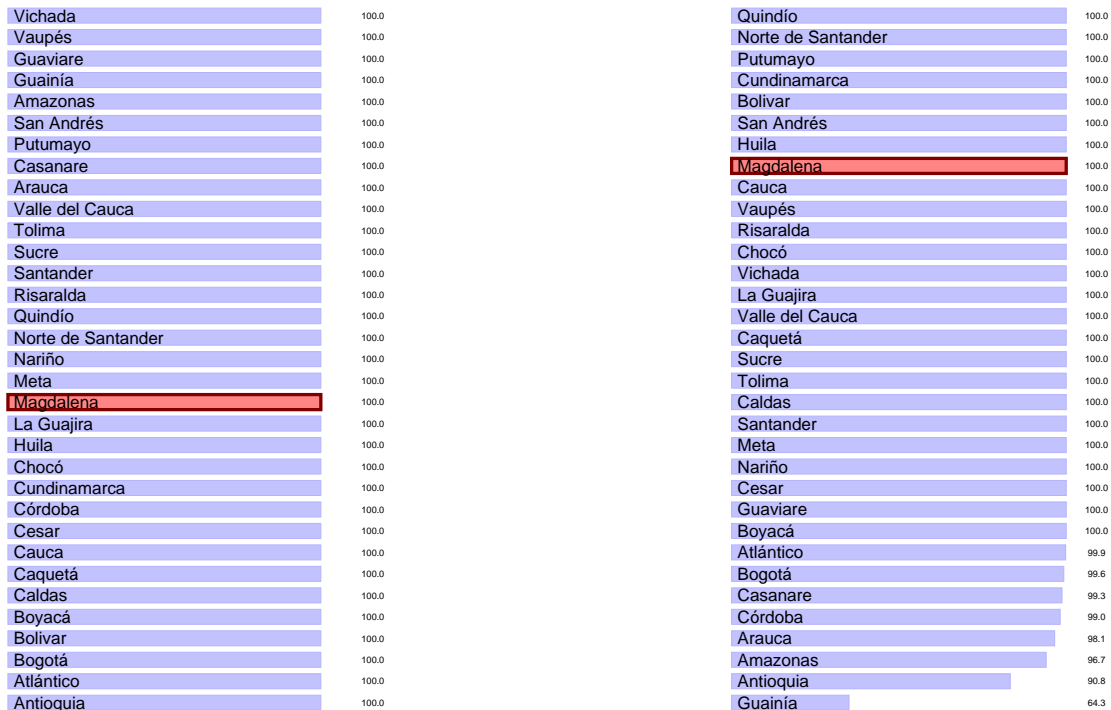 Vichada 100.0
Vaupés 100.0
Guaviare 100.0
Guainía 100.0
Amazonas 100.0
San Andrés 100.0
Putumayo 100.0
Casanare 100.0
Arauca 100.0
Valle del Cauca 100.0
Tolima 100.0
Sucre 100.0
Santander 100.0
Risaralda 100.0
Quindío 100.0
Norte de Santander 100.0
Nariño 100.0
Meta 100.0
Magdalena 100.0
La Guajira 100.0
Huila 100.0
Chocó 100.0
Cundinamarca 100.0
Córdoba 100.0
Cesar 100.0
Cauca 100.0
Caquetá 100.0
Caldas 100.0
Boyacá 100.0
Bolivar 100.0
Bogotá 100.0
Atlántico 100.0
Antioquia 100.0
Quindío 100.0
Norte de Santander 100.0
Putumayo 100.0
Cundinamarca 100.0
Bolivar 100.0
San Andrés 100.0
Huila 100.0
Magdalena 100.0
Cauca 100.0
Vaupés 100.0
Risaralda 100.0
Chocó 100.0
Vichada 100.0
La Guajira 100.0
Valle del Cauca 100.0
Caquetá 100.0
Sucre 100.0
Tolima 100.0
Caldas 100.0
Santander 100.0
Meta 100.0
Nariño 100.0
Cesar 100.0
Guaviare 100.0
Boyacá 100.0
Atlántico 99.9
Bogotá 99.6
Casanare 99.3
Córdoba 99.0
Arauca 98.1
Amazonas 96.7
Antioquia 90.8
Guainía 64.3